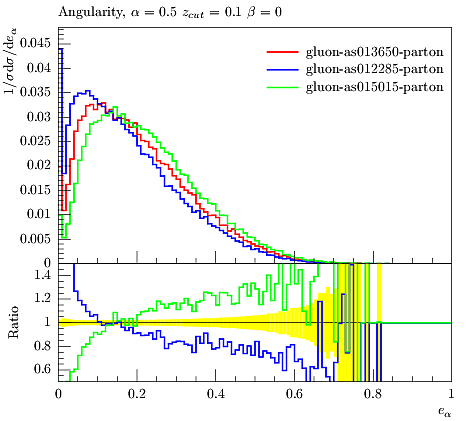 Angularity, α = 0.5 z_cut = 0.1 β = 0
1/σ dσ/de_α
gluon-as013650-parton
gluon-as012285-parton
gluon-as015015-parton
0.045
0.04
0.035
0.03
0.025
0.02
0.015
0.01
0.005
0
Ratio
1.4
1.2
1
0.8
0.6
0 0.2 0.4 0.6 0.8 1
e_α